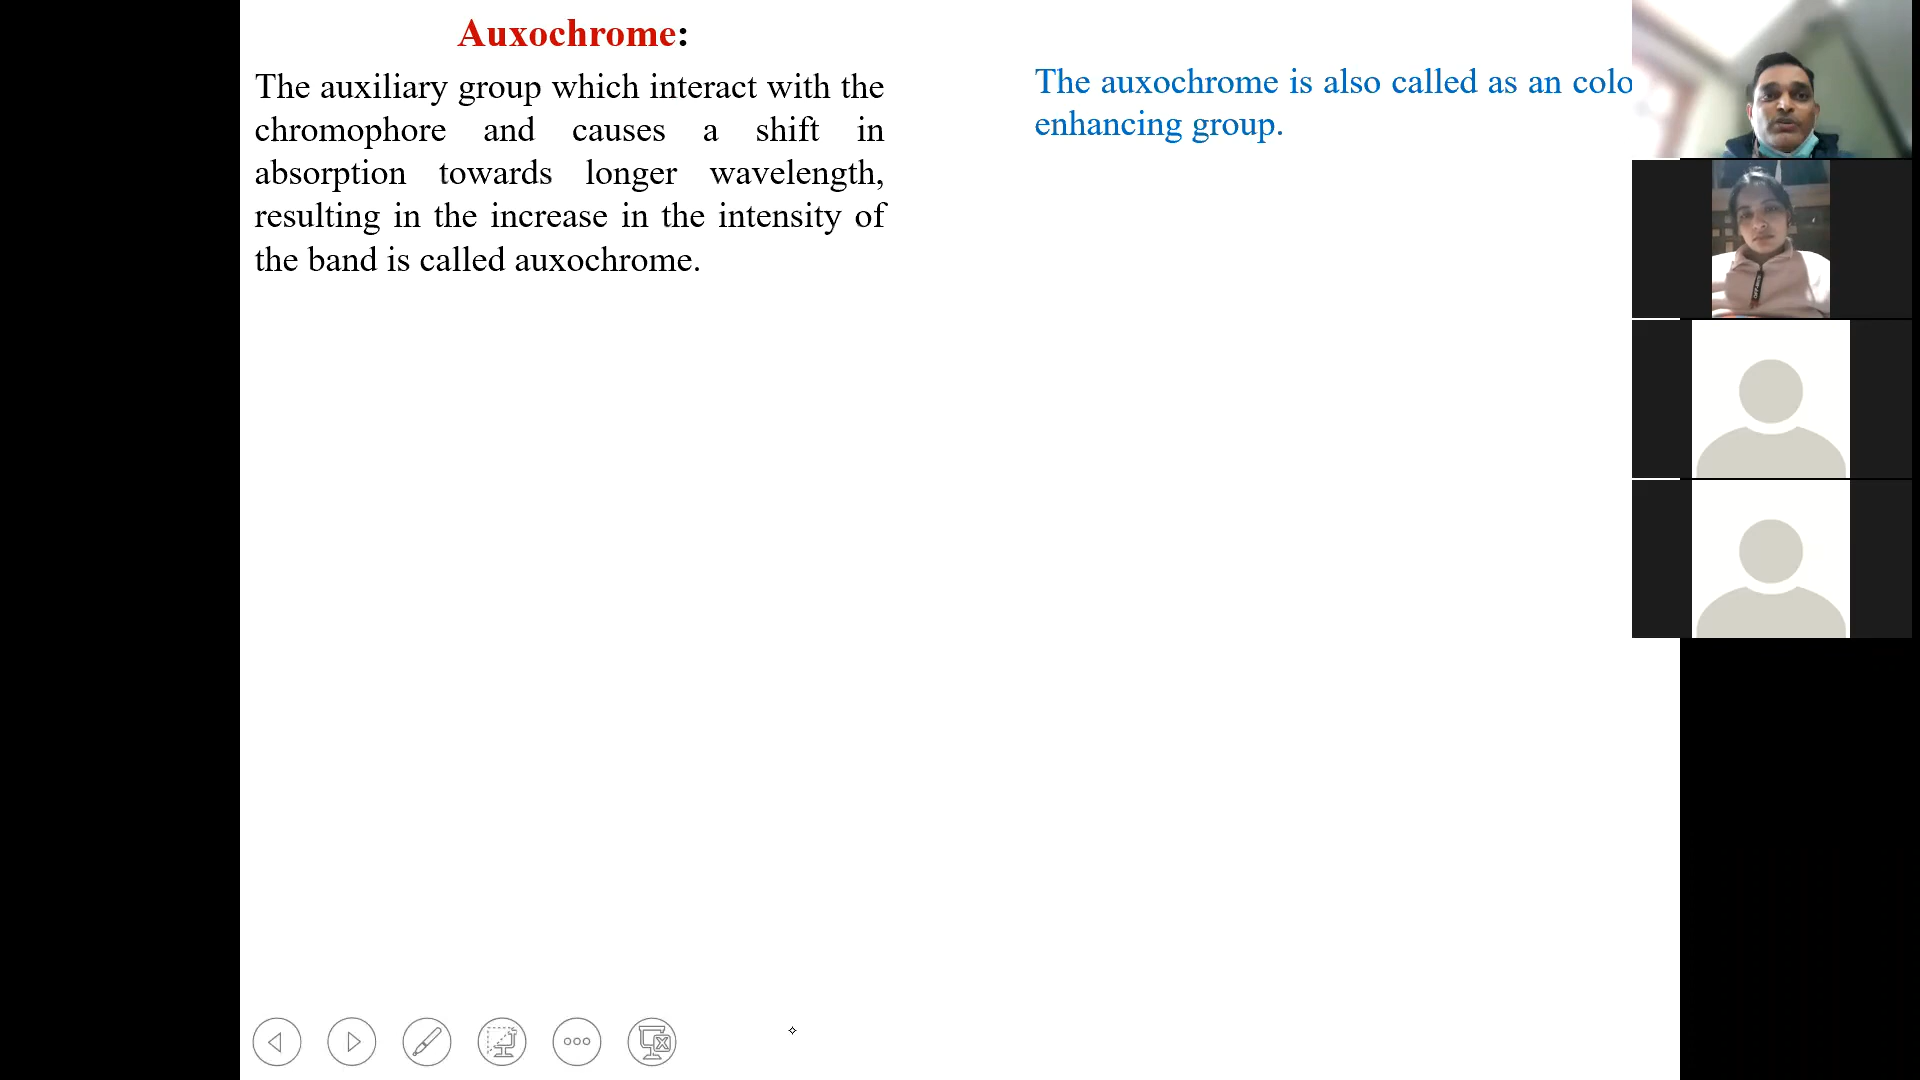 Auxochrome:
The auxiliary group which interact with the
chromophore and causes a shift in
absorption towards longer wavelength,
resulting in the increase in the intensity of
the band is called auxochrome.
The auxochrome is also called as an colo
enhancing group.